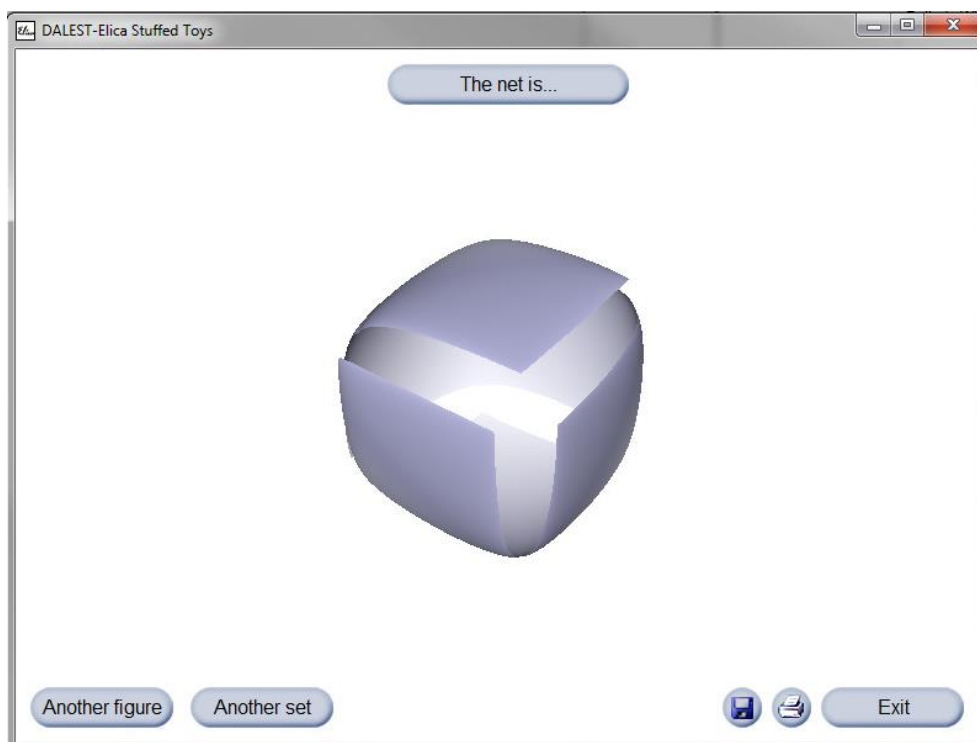 DALEST-Elica Stuffed Toys
The net is...
Another figure
Another set
Exit